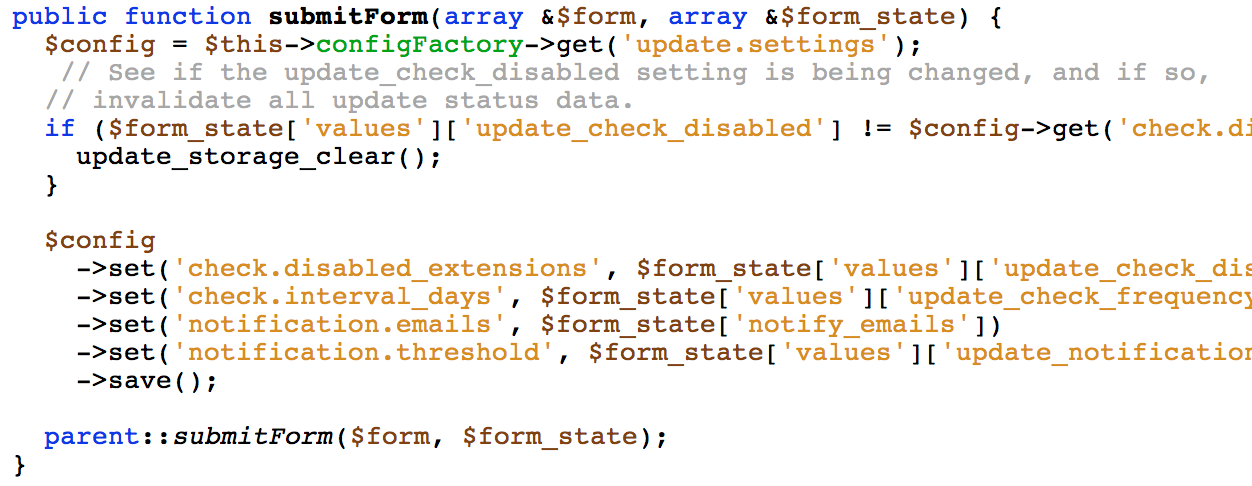 public function submitForm(array &$form, array &$form_state) {
  $config = $this->configFactory->get('update.settings');
   // See if the update_check_disabled setting is being changed, and if so,
  // invalidate all update status data.
  if ($form_state['values']['update_check_disabled'] != $config->get('check.di
    update_storage_clear();
  }

  $config
    ->set('check.disabled_extensions', $form_state['values']['update_check_dis
    ->set('check.interval_days', $form_state['values']['update_check_frequency
    ->set('notification.emails', $form_state['notify_emails'])
    ->set('notification.threshold', $form_state['values']['update_notification
    ->save();

  parent::submitForm($form, $form_state);
}